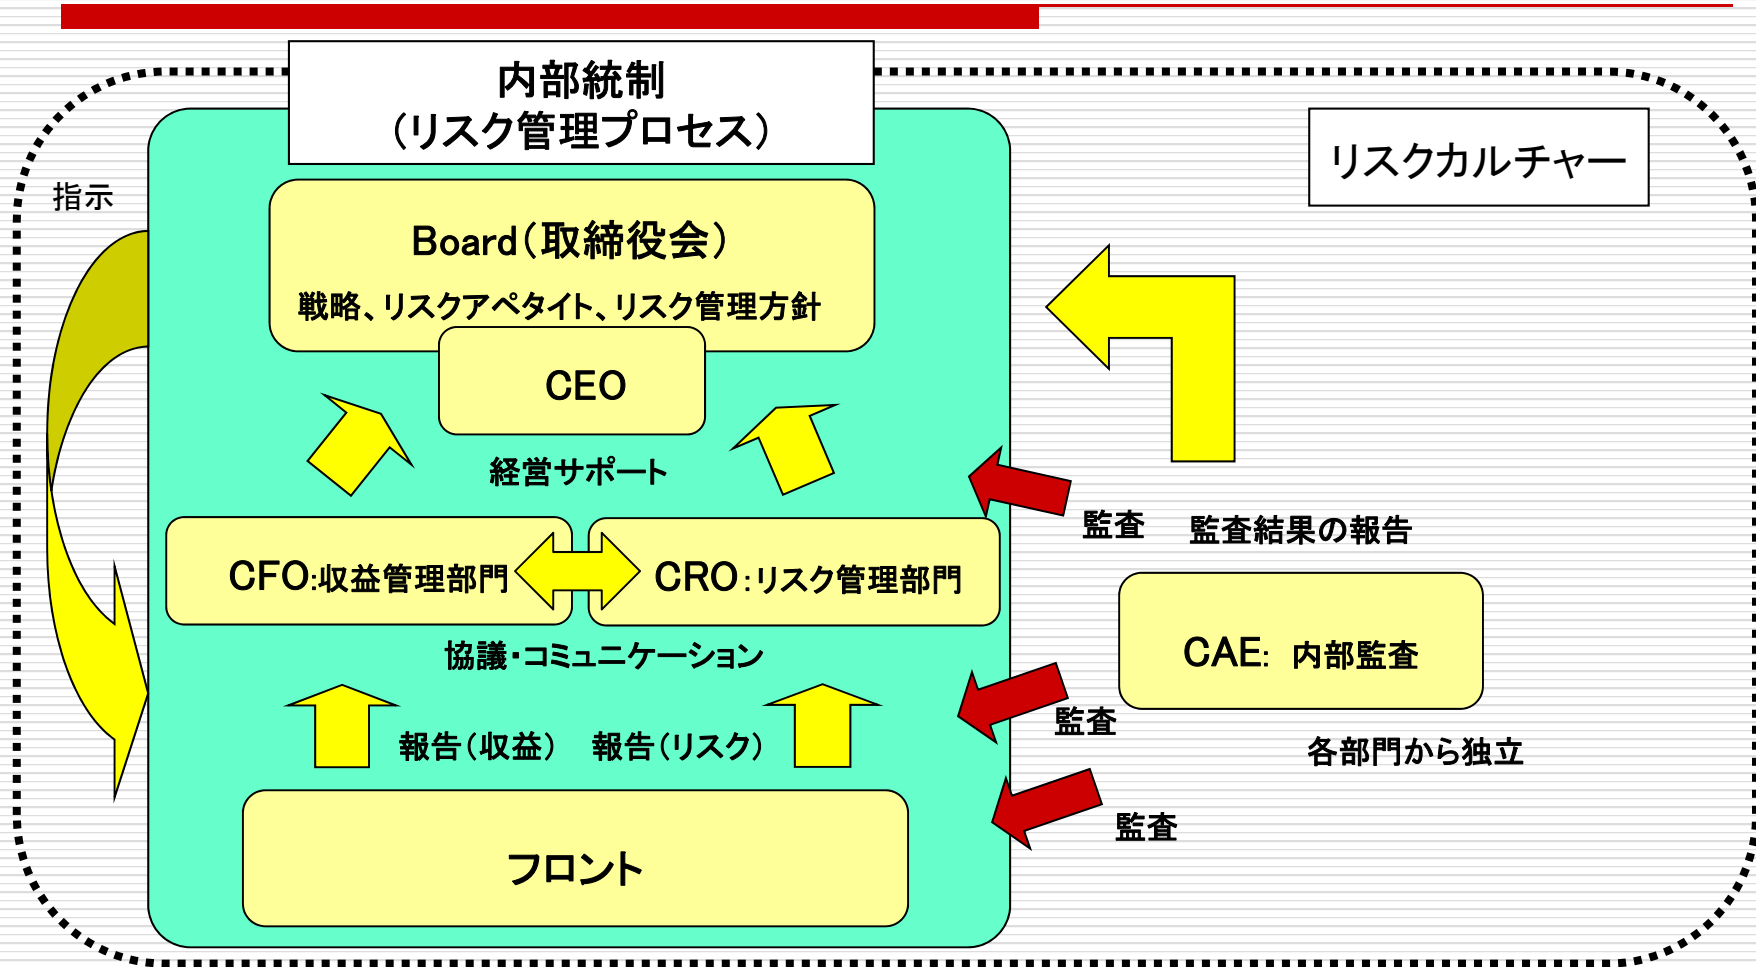 内部統制
（リスク管理プロセス）
リスクカルチャー
指示
Board（取締役会）
戦略、リスクアペタイト、リスク管理方針
CEO
経営サポート
監査
監査結果の報告
CFO:収益管理部門
CRO：リスク管理部門
協議・コミュニケーション
CAE： 内部監査
監査
各部門から独立
報告（収益）
報告（リスク）
監査
フロント